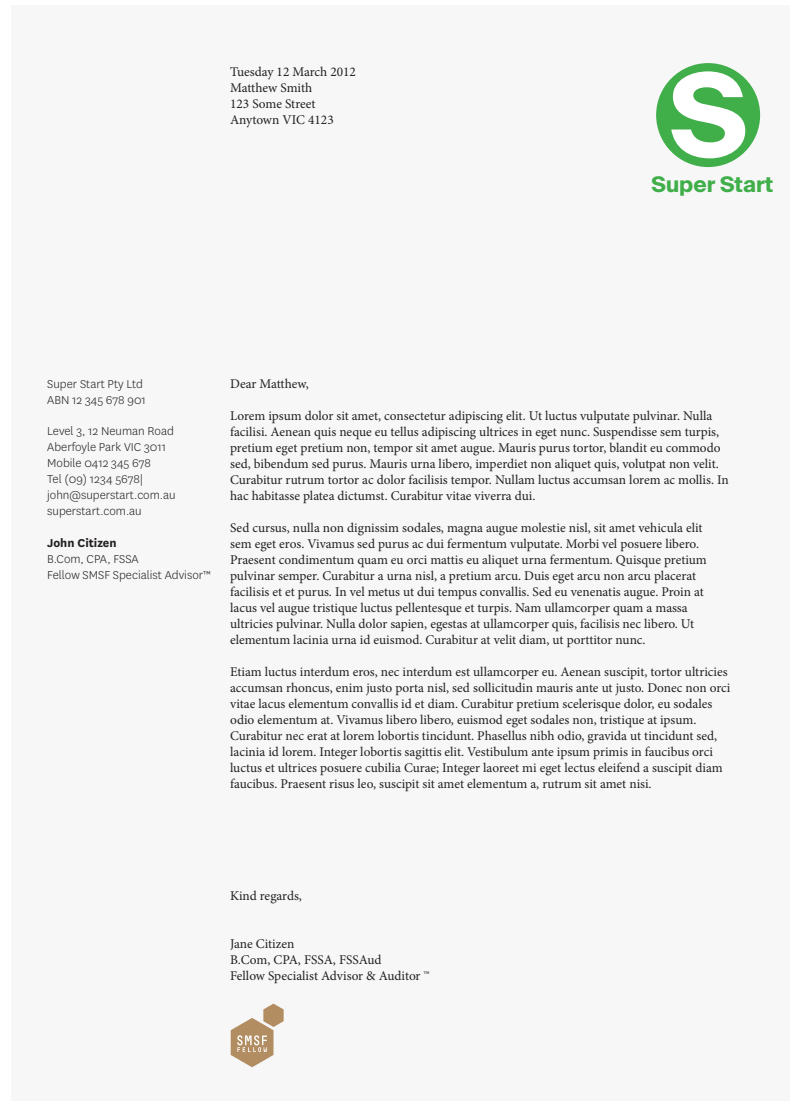 Tuesday 12 March 2012
Matthew Smith
123 Some Street
Anytown VIC 4123
S
Super Start
Super Start Pty Ltd
ABN 12 345 678 901
Level 3, 12 Neuman Road
Aberfoyle Park VIC 3011
Mobile 0412 345 678
Tel (09) 1234 5678|
john@superstart.com.au
superstart.com.au
John Citizen
B.Com, CPA, FSSA
Fellow SMSF Specialist Advisor™
Dear Matthew,
Lorem ipsum dolor sit amet, consectetur adipiscing elit. Ut luctus vulputate pulvinar. Nulla
facilisi. Aenean quis neque eu tellus adipiscing ultrices in eget nunc. Suspendisse sem turpis,
pretium eget pretium non, tempor sit amet augue. Mauris purus tortor, blandit eu commodo
sed, bibendum sed purus. Mauris urna libero, imperdiet non aliquet quis, volutpat non velit.
Curabitur rutrum tortor ac dolor facilisis tempor. Nullam luctus accumsan lorem ac mollis. In
hac habitasse platea dictumst. Curabitur vitae viverra dui.
Sed cursus, nulla non dignissim sodales, magna augue molestie nisl, sit amet vehicula elit
sem eget eros. Vivamus sed purus ac dui fermentum vulputate. Morbi vel posuere libero.
Praesent condimentum quam eu orci mattis eu aliquet urna fermentum. Quisque pretium
pulvinar semper. Curabitur a urna nisl, a pretium arcu. Duis eget arcu non arcu placerat
facilisis et et purus. In vel metus ut dui tempus convallis. Sed eu venenatis augue. Proin at
lacus vel augue tristique luctus pellentesque et turpis. Nam ullamcorper quam a massa
ultricies pulvinar. Nulla dolor sapien, egestas at ullamcorper quis, facilisis nec libero. Ut
elementum lacinia urna id euismod. Curabitur at velit diam, ut porttitor nunc.
Etiam luctus interdum eros, nec interdum est ullamcorper eu. Aenean suscipit, tortor ultricies
accumsan rhoncus, enim justo porta nisl, sed sollicitudin mauris ante ut justo. Donec non orci
vitae lacus elementum convallis id et diam. Curabitur pretium scelerisque dolor, eu sodales
odio elementum at. Vivamus libero libero, euismod eget sodales non, tristique at ipsum.
Curabitur nec erat at lorem lobortis tincidunt. Phasellus nibh odio, gravida ut tincidunt sed,
lacinia id lorem. Integer lobortis sagittis elit. Vestibulum ante ipsum primis in faucibus orci
luctus et ultrices posuere cubilia Curae; Integer laoreet mi eget lectus eleifend a suscipit diam
faucibus. Praesent risus leo, suscipit sit amet elementum a, rutrum sit amet nisi.
Kind regards,
Jane Citizen
B.Com, CPA, FSSA, FSSAud
Fellow Specialist Advisor & Auditor ™
SMSF
FELLOW